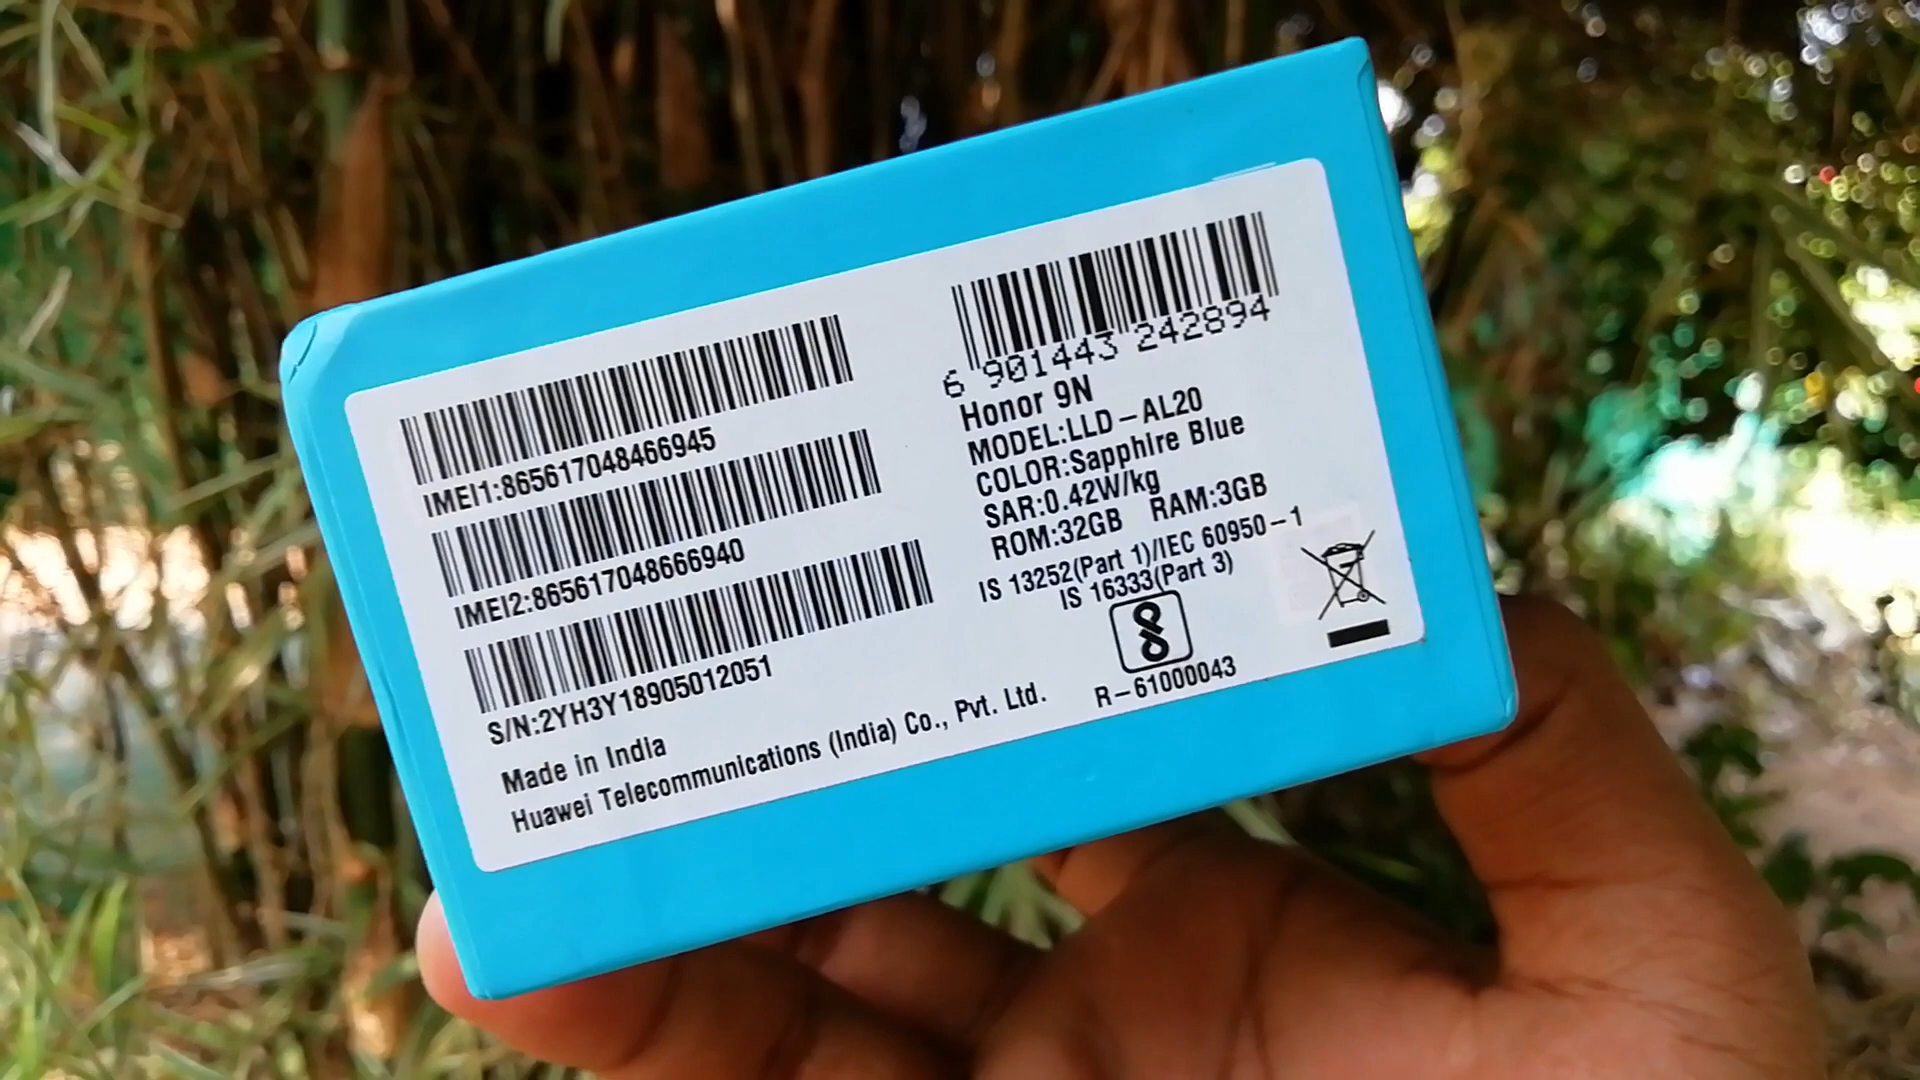 IMEI1:865617048466945
IMEI2:865617048666940
S/N:2YH3Y18905012051
Made in India
Huawei Telecommunications (India) Co., Pvt. Ltd.
6 901443 242894
Honor 9N
MODEL:LLD-AL20
COLOR:Sapphire Blue
SAR:0.42W/kg
ROM:32GB RAM:3GB
IS 13252(Part 1)/IEC 60950-1
IS 16333(Part 3)
R-61000043